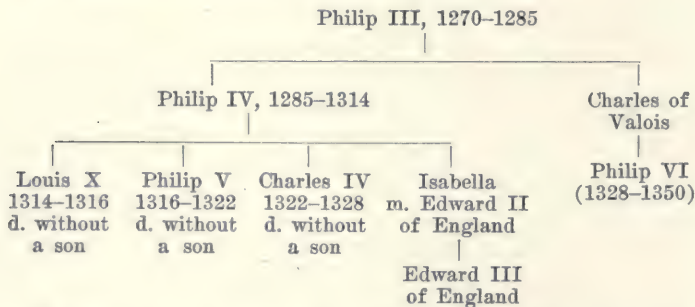 Philip III, 1270–1285
Philip IV, 1285–1314
Charles of
Valois
Louis X
1314–1316
d. without
a son
Philip V
1316–1322
d. without
a son
Charles IV
1322–1328
d. without
a son
Isabella
m. Edward II
of England
Philip VI
(1328–1350)
Edward III
of England